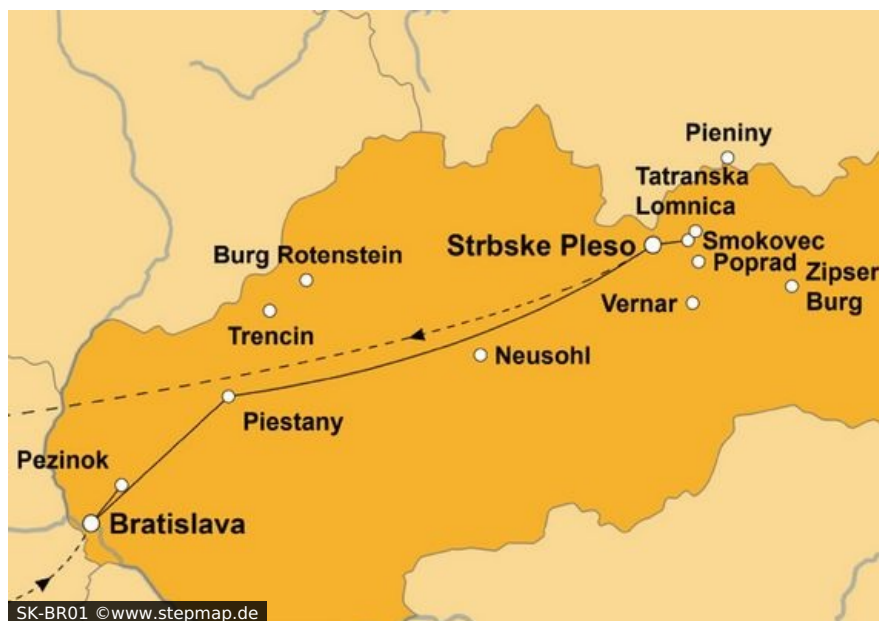 Pieniny
Tatranska
Lomnica
Strbske Pleso
Smokovec
Burg Rotenstein
Poprad
Zipser
Burg
Vernar
Trencin
Neusohl
Piestany
Pezinok
Bratislava
SK-BR01 ©www.stepmap.de